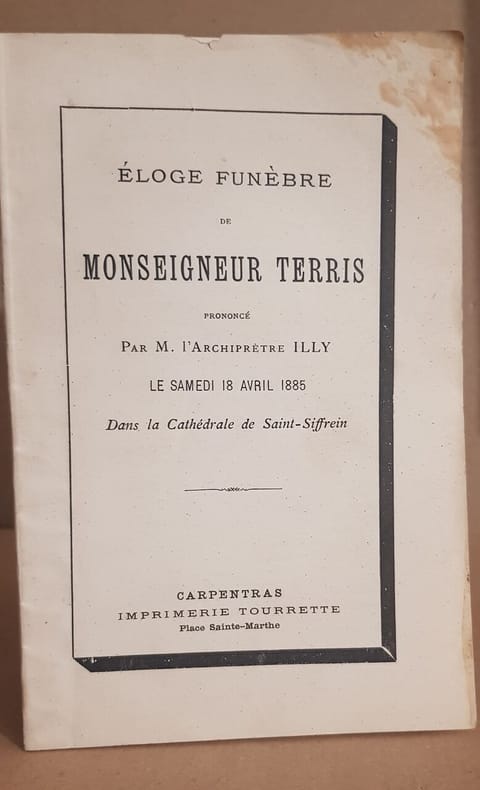 ÉLOGE FUNÈBRE
DE
MONSEIGNEUR TERRIS
PRONONCÉ
PAR M. L'ARCHIPRÊTRE ILLY
LE SAMEDI 18 AVRIL 1885
Dans la Cathédrale de Saint-Siffrein
CARPENTRAS
IMPRIMERIE TOURRETTE
Place Sainte-Marthe